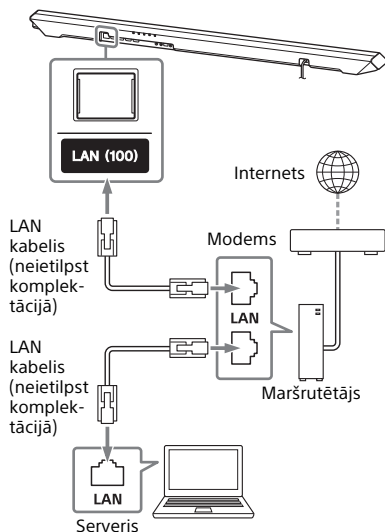 LAN (100)
Internets
LAN
kabelis
(neietilpst
komplek-
tācijā)
Modems
LAN
Maršrutētājs
LAN
kabelis
(neietilpst
komplek-
tācijā)
LAN
Serveris